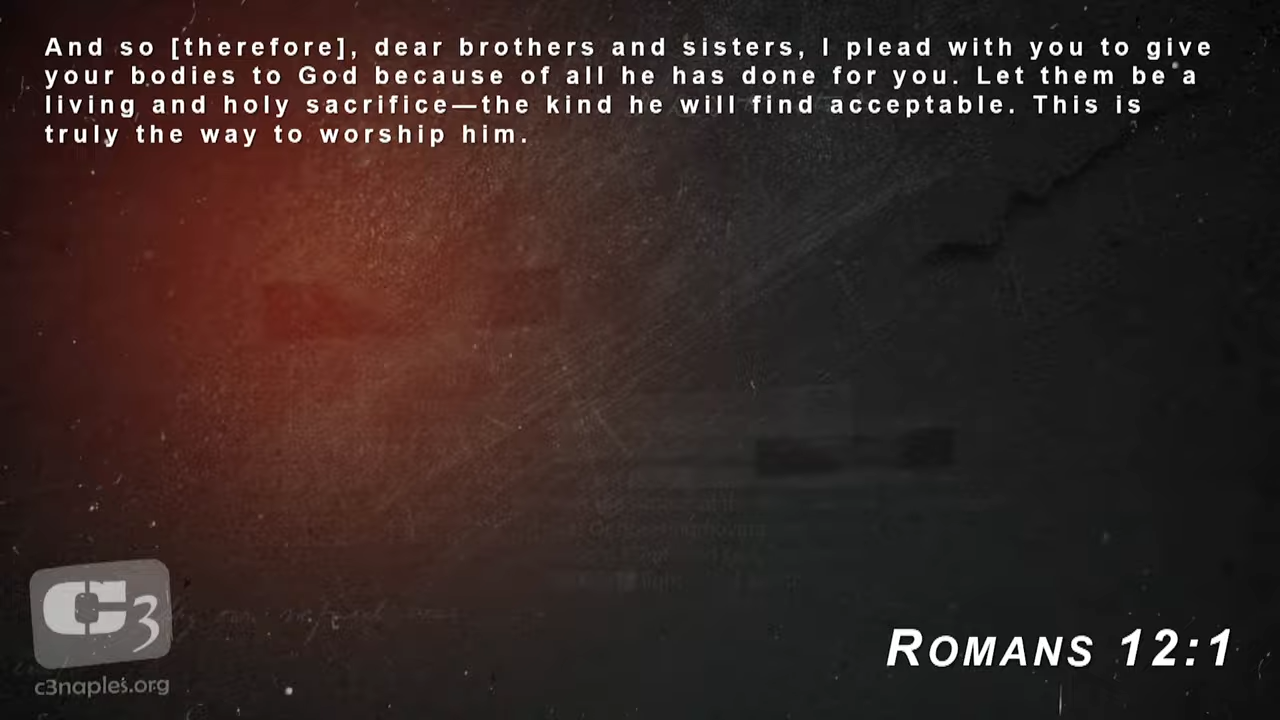 And so [therefore], dear brothers and sisters, I plead with you to give
your bodies to God because of all he has done for you. Let them be a
living and holy sacrifice—the kind he will find acceptable. This is
truly the way to worship him.
C3
c3naples.org
ROMANS 12:1